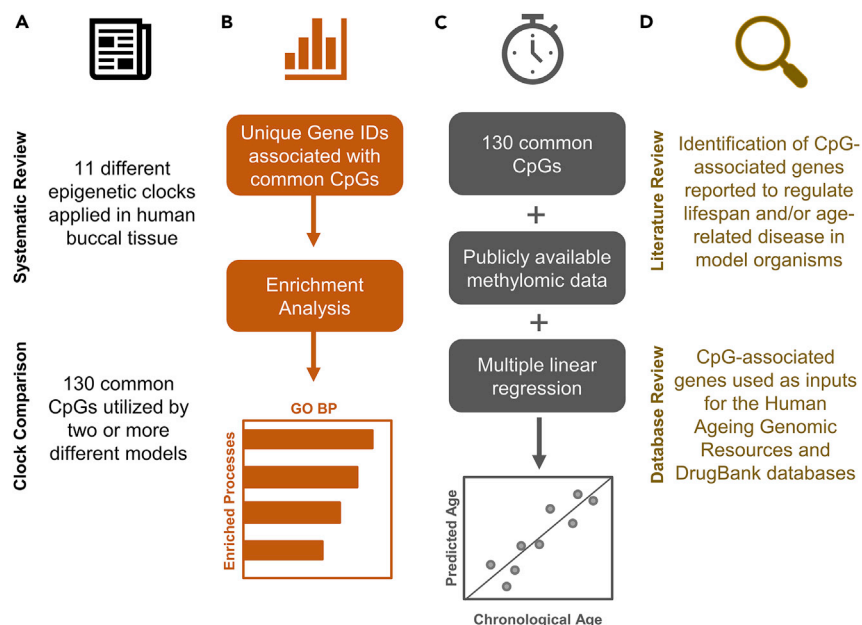 A
Systematic Review
11 different
epigenetic clocks
applied in human
buccal tissue
Clock Comparison
130 common
CpGs utilized by
two or more
different models
B
Unique Gene IDs
associated with
common CpGs
Enrichment
Analysis
GO BP
Enriched Processes
C
130 common
CpGs
+
Publicly available
methylomic data
+
Multiple linear
regression
Predicted Age
Chronological Age
D
Literature Review
Identification of CpG-
associated genes
reported to regulate
lifespan and/or age-
related disease in
model organisms
Database Review
CpG-associated
genes used as inputs
for the Human
Ageing Genomic
Resources and
DrugBank databases